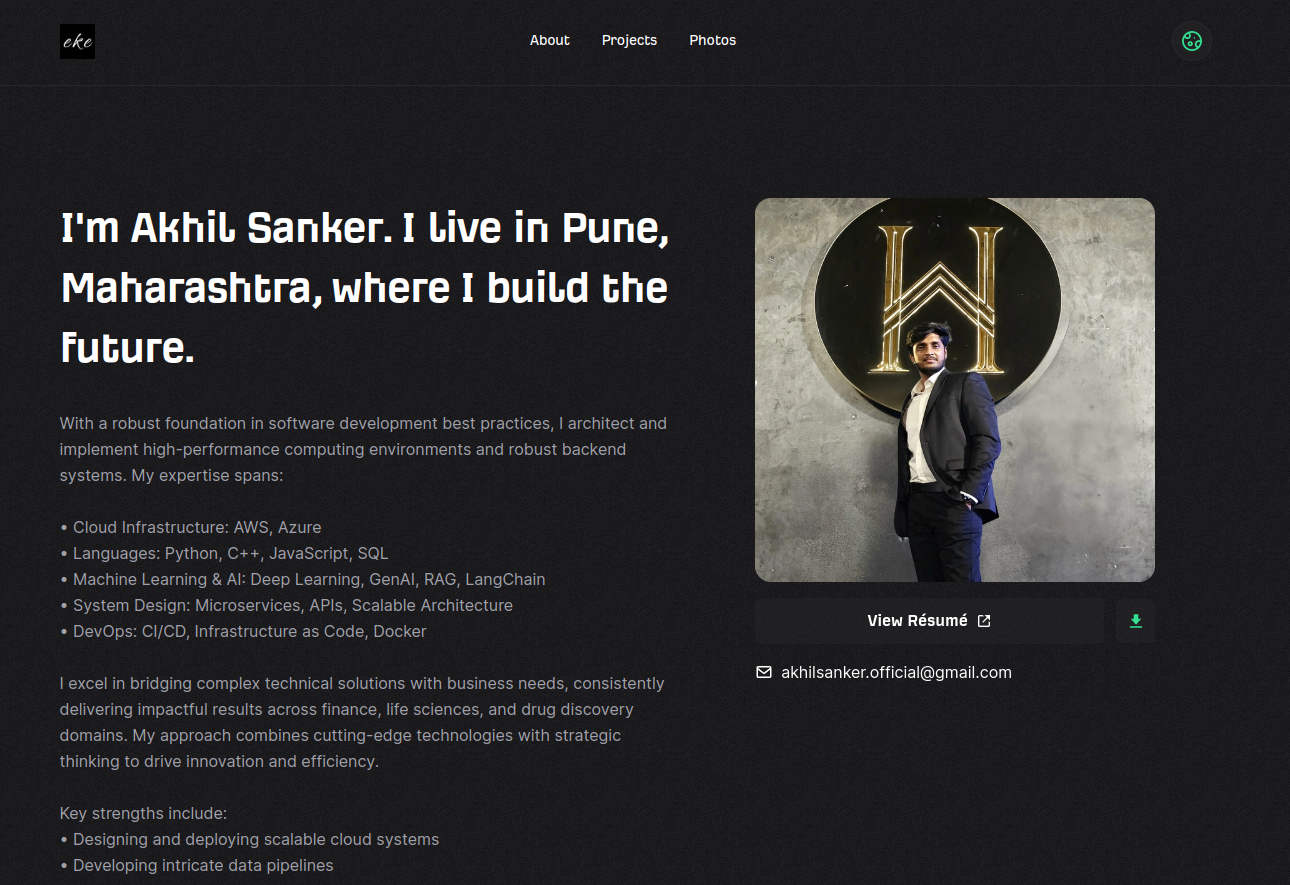 eke
About Projects Photos
I'm Akhil Sanker. I live in Pune,
Maharashtra, where I build the
future.
With a robust foundation in software development best practices, I architect and
implement high-performance computing environments and robust backend
systems. My expertise spans:
• Cloud Infrastructure: AWS, Azure
• Languages: Python, C++, JavaScript, SQL
• Machine Learning & AI: Deep Learning, GenAI, RAG, LangChain
• System Design: Microservices, APIs, Scalable Architecture
• DevOps: CI/CD, Infrastructure as Code, Docker
I excel in bridging complex technical solutions with business needs, consistently
delivering impactful results across finance, life sciences, and drug discovery
domains. My approach combines cutting-edge technologies with strategic
thinking to drive innovation and efficiency.
Key strengths include:
• Designing and deploying scalable cloud systems
• Developing intricate data pipelines
View Résumé
akhilsanker.official@gmail.com